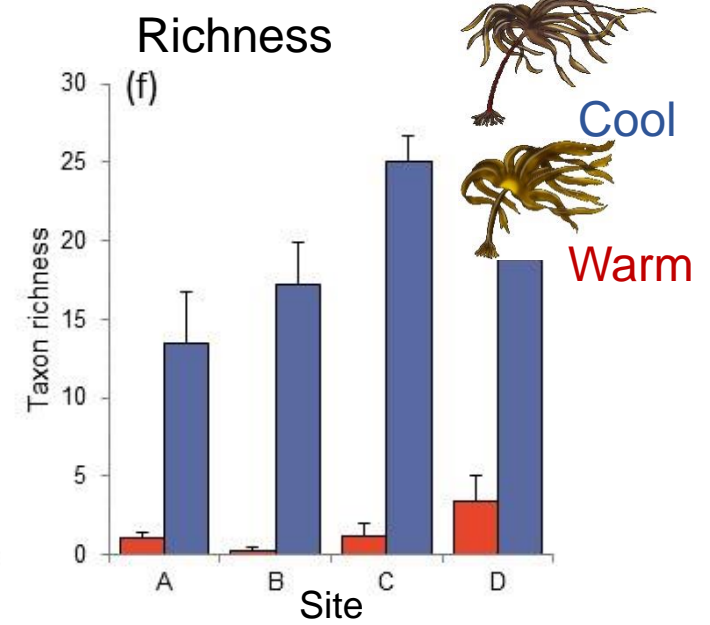 Richness
(f)
Cool
Warm
Taxon richness
30
25
20
15
10
5
0
A B C D
Site